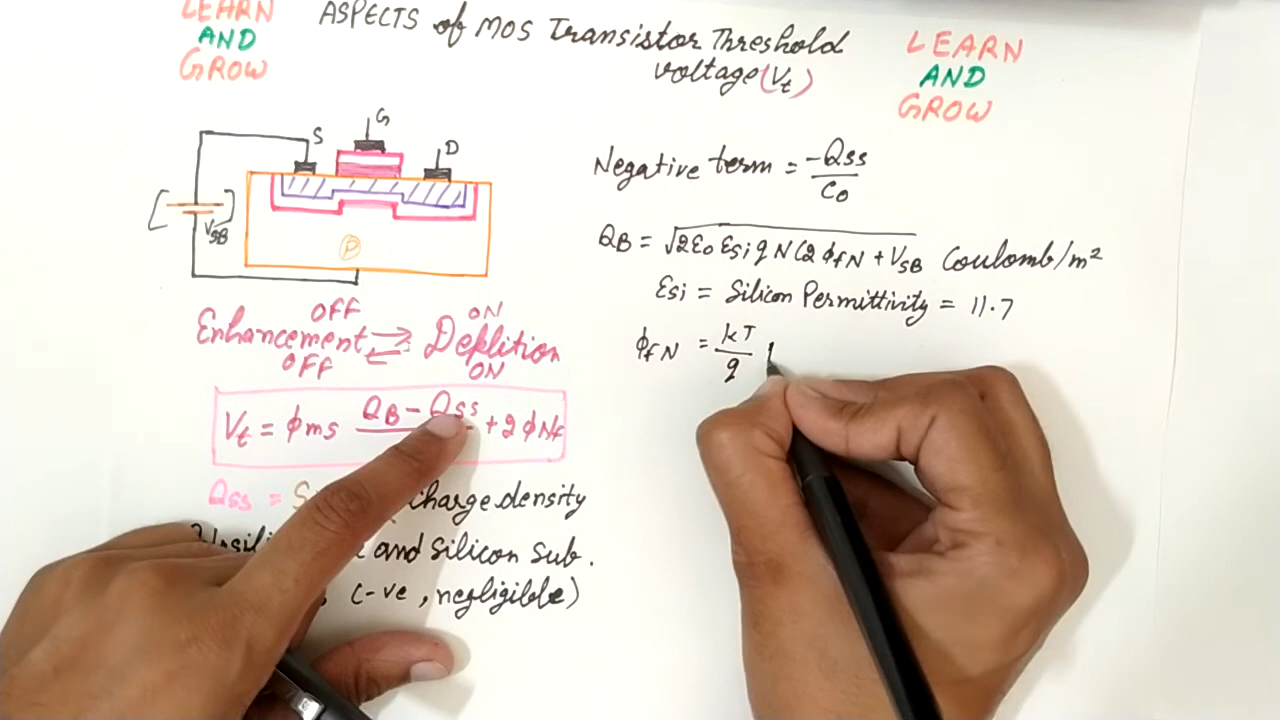 LEARN
AND
GROW
ASPECTS of MOS Transistor Threshold
voltage (Vt)
LEARN
AND
GROW
G
S
D
VSB
P
OFF ON
Enhancement Deplition
OFF ON
Vt = ϕms QB - Qss + 2ϕNf
Qss = charge density
and silicon sub.
(-ve, negligible)
Negative term = -Qss
Co
QB = √2εo εsi q N (2 ϕfN + VSB Coulomb/m²
εsi = Silicon Permittivity = 11.7
ϕfN = kT
q